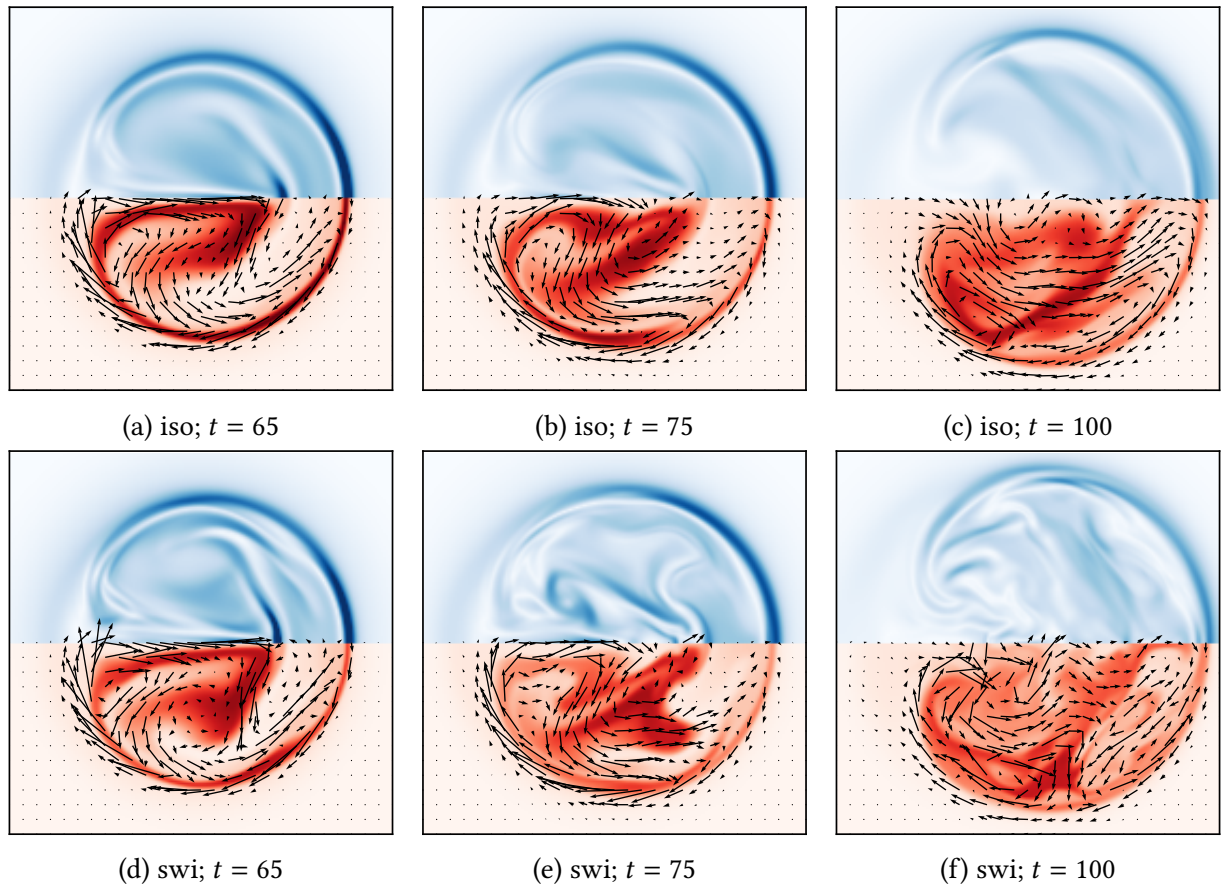 (a) iso; t = 65
(b) iso; t = 75
(c) iso; t = 100
(d) swi; t = 65
(e) swi; t = 75
(f) swi; t = 100